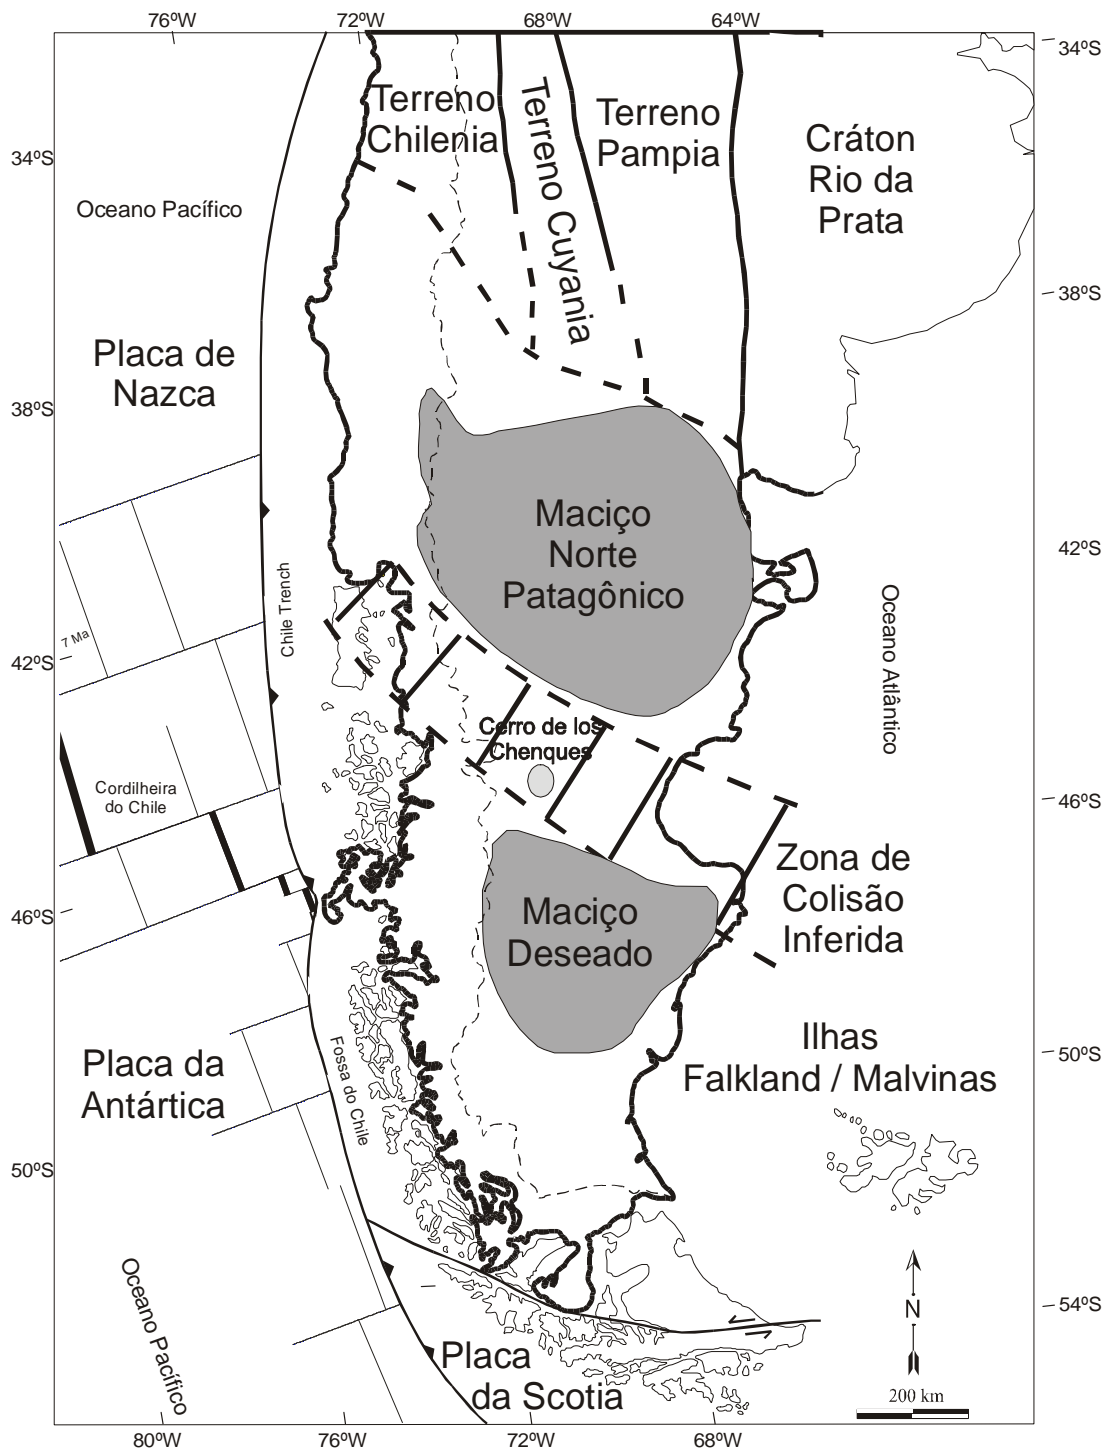 76ºW
72ºW
68ºW
64ºW
34ºS
34ºS
Terreno
Chilenia
Terreno Cuyania
Terreno
Pampia
Cráton
Rio da
Prata
Oceano Pacífico
38ºS
38ºS
Placa de
Nazca
Maciço
Norte
Patagônico
42ºS
42ºS
Chile Trench
7 Ma
Oceano Atlântico
Cerro de los
Chenques
Cordilheira
do Chile
46ºS
46ºS
Zona de
Colisão
Inferida
Maciço
Deseado
Ilhas
Falkland / Malvinas
Placa da
Antártica
Fossa do Chile
50ºS
50ºS
Oceano Pacífico
N
54ºS
Placa
da Scotia
200 km
80ºW
76ºW
72ºW
68ºW